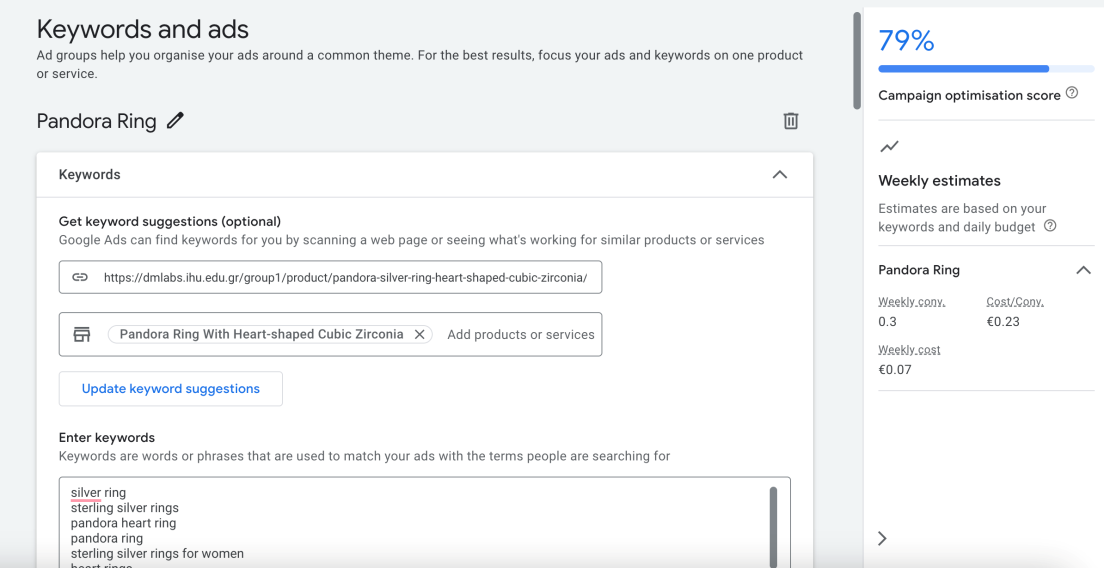 Keywords and ads
Ad groups help you organise your ads around a common theme. For the best results, focus your ads and keywords on one product
or service.
Pandora Ring
Keywords
Get keyword suggestions (optional)
Google Ads can find keywords for you by scanning a web page or seeing what's working for similar products or services
https://dmlabs.ihu.edu.gr/group1/product/pandora-silver-ring-heart-shaped-cubic-zirconia/
Pandora Ring With Heart-shaped Cubic Zirconia
Add products or services
Update keyword suggestions
Enter keywords
Keywords are words or phrases that are used to match your ads with the terms people are searching for
silver ring
sterling silver rings
pandora heart ring
pandora ring
sterling silver rings for women
heart rings
79%
Campaign optimisation score
Weekly estimates
Estimates are based on your
keywords and daily budget
Pandora Ring
Weekly conv. Cost/Conv.
0.3 €0.23
Weekly cost
€0.07